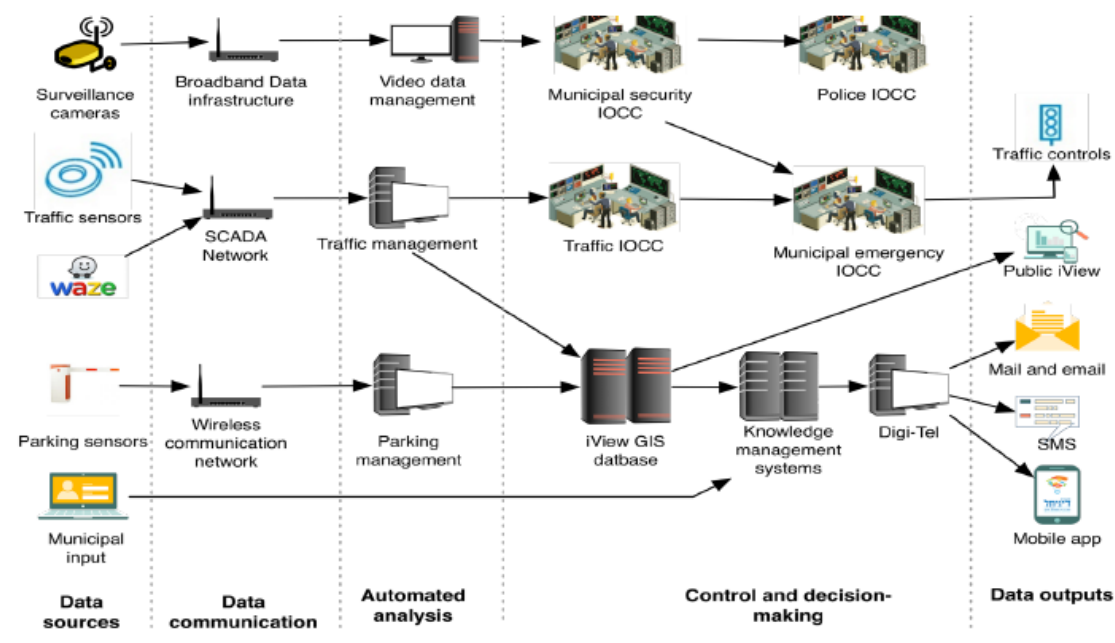 Surveillance
cameras
Broadband Data
infrastructure
Video data
management
Municipal security
IOCC
Police IOCC
Traffic controls
Traffic sensors
SCADA
Network
Traffic management
Traffic IOCC
Municipal emergency
IOCC
Public iView
waze
Mail and email
Parking sensors
Wireless
communication
network
Parking
management
iView GIS
datbase
Knowledge
management
systems
Digi-Tel
SMS
Municipal
input
Mobile app
Data
sources
Data
communication
Automated
analysis
Control and decision-
making
Data outputs